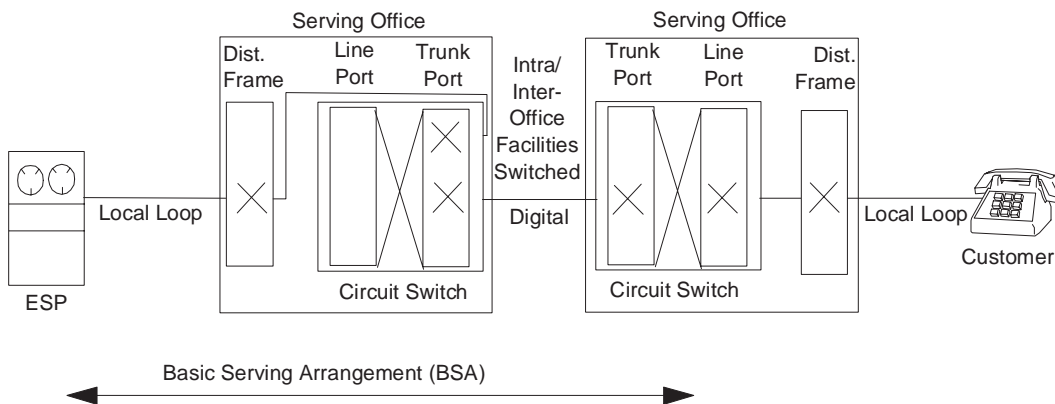 Serving Office
Serving Office
Dist.
Frame
Line
Port
Trunk
Port
Intra/
Inter-
Office
Facilities
Switched
Digital
Trunk
Port
Line
Port
Dist.
Frame
Local Loop
Local Loop
ESP
Circuit Switch
Circuit Switch
Customer
Basic Serving Arrangement (BSA)